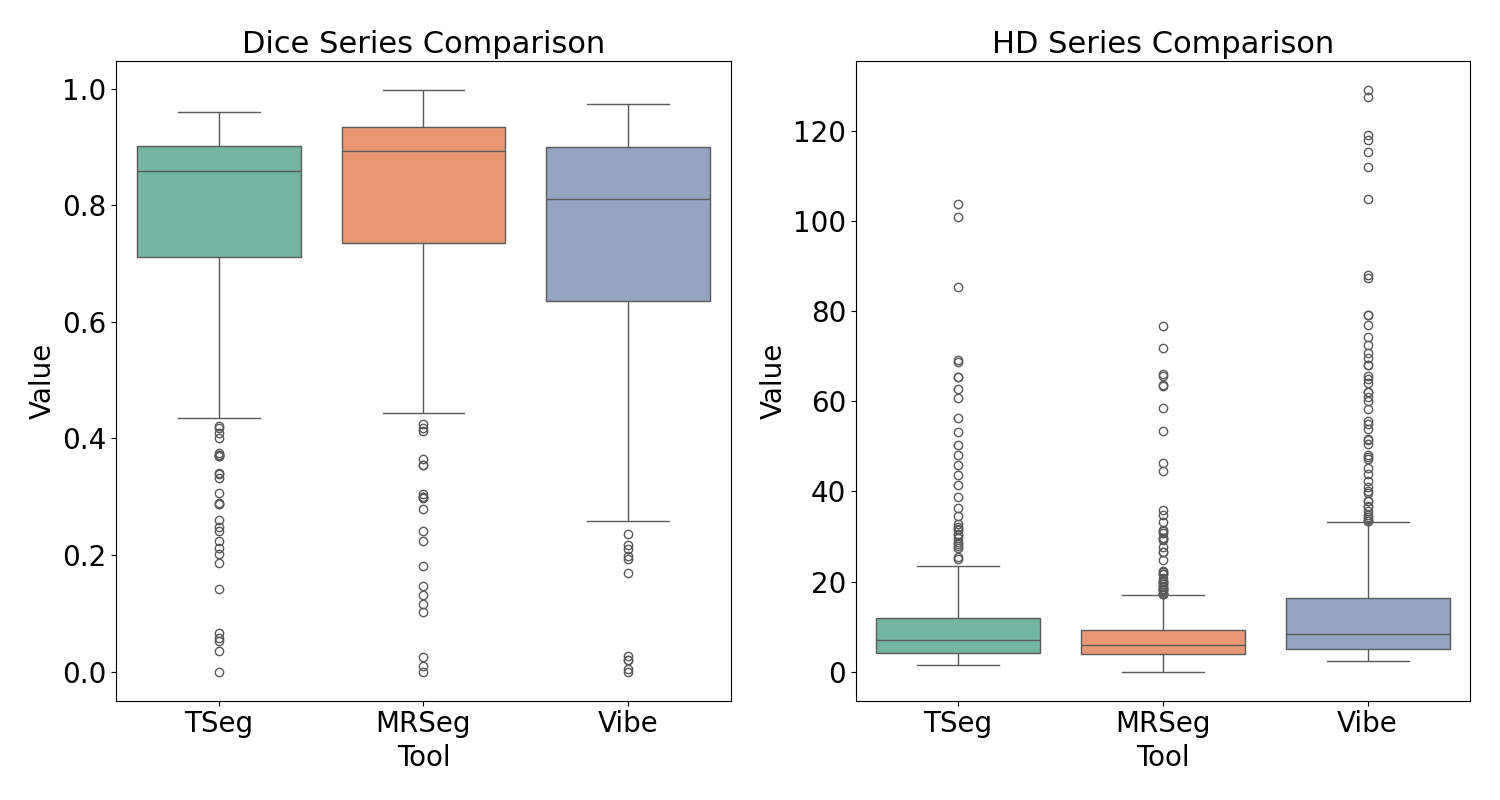 Dice Series Comparison
1.0
0.8
0.6
0.4
0.2
0.0
Value
TSeg
MRSeg
Vibe
Tool
HD Series Comparison
120
100
80
60
40
20
0
Value
TSeg
MRSeg
Vibe
Tool